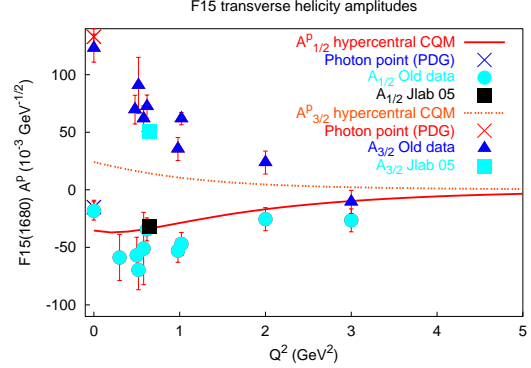 F15 transverse helicity amplitudes
F15(1680) A^p (10^-3 GeV^-1/2)
100
50
0
-50
-100
A^p_1/2 hypercentral CQM
Photon point (PDG)
A_1/2 Old data
A_1/2 Jlab 05
A^p_3/2 hypercentral CQM
Photon point (PDG)
A_3/2 Old data
A_3/2 Jlab 05
0 1 2 3 4 5
Q^2 (GeV^2)